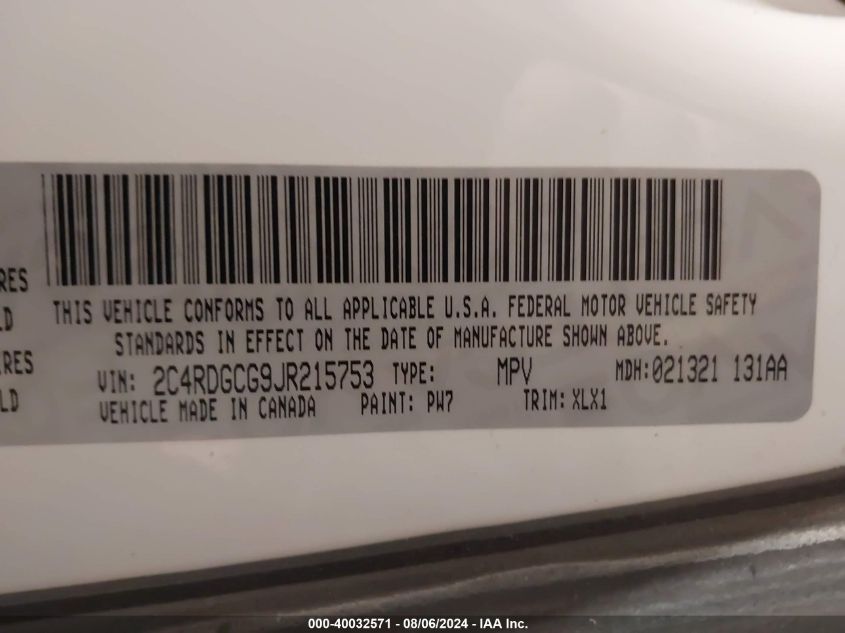 RES
LD
THIS VEHICLE CONFORMS TO ALL APPLICABLE U.S.A. FEDERAL MOTOR VEHICLE SAFETY
STANDARDS IN EFFECT ON THE DATE OF MANUFACTURE SHOWN ABOVE.
RES
VIN: 2C4RDGCG9JR215753 TYPE: MPV MDH:021321 131AA
LD
VEHICLE MADE IN CANADA PAINT: PW7 TRIM: XLX1
000-40032571 - 08/06/2024 - IAA Inc.